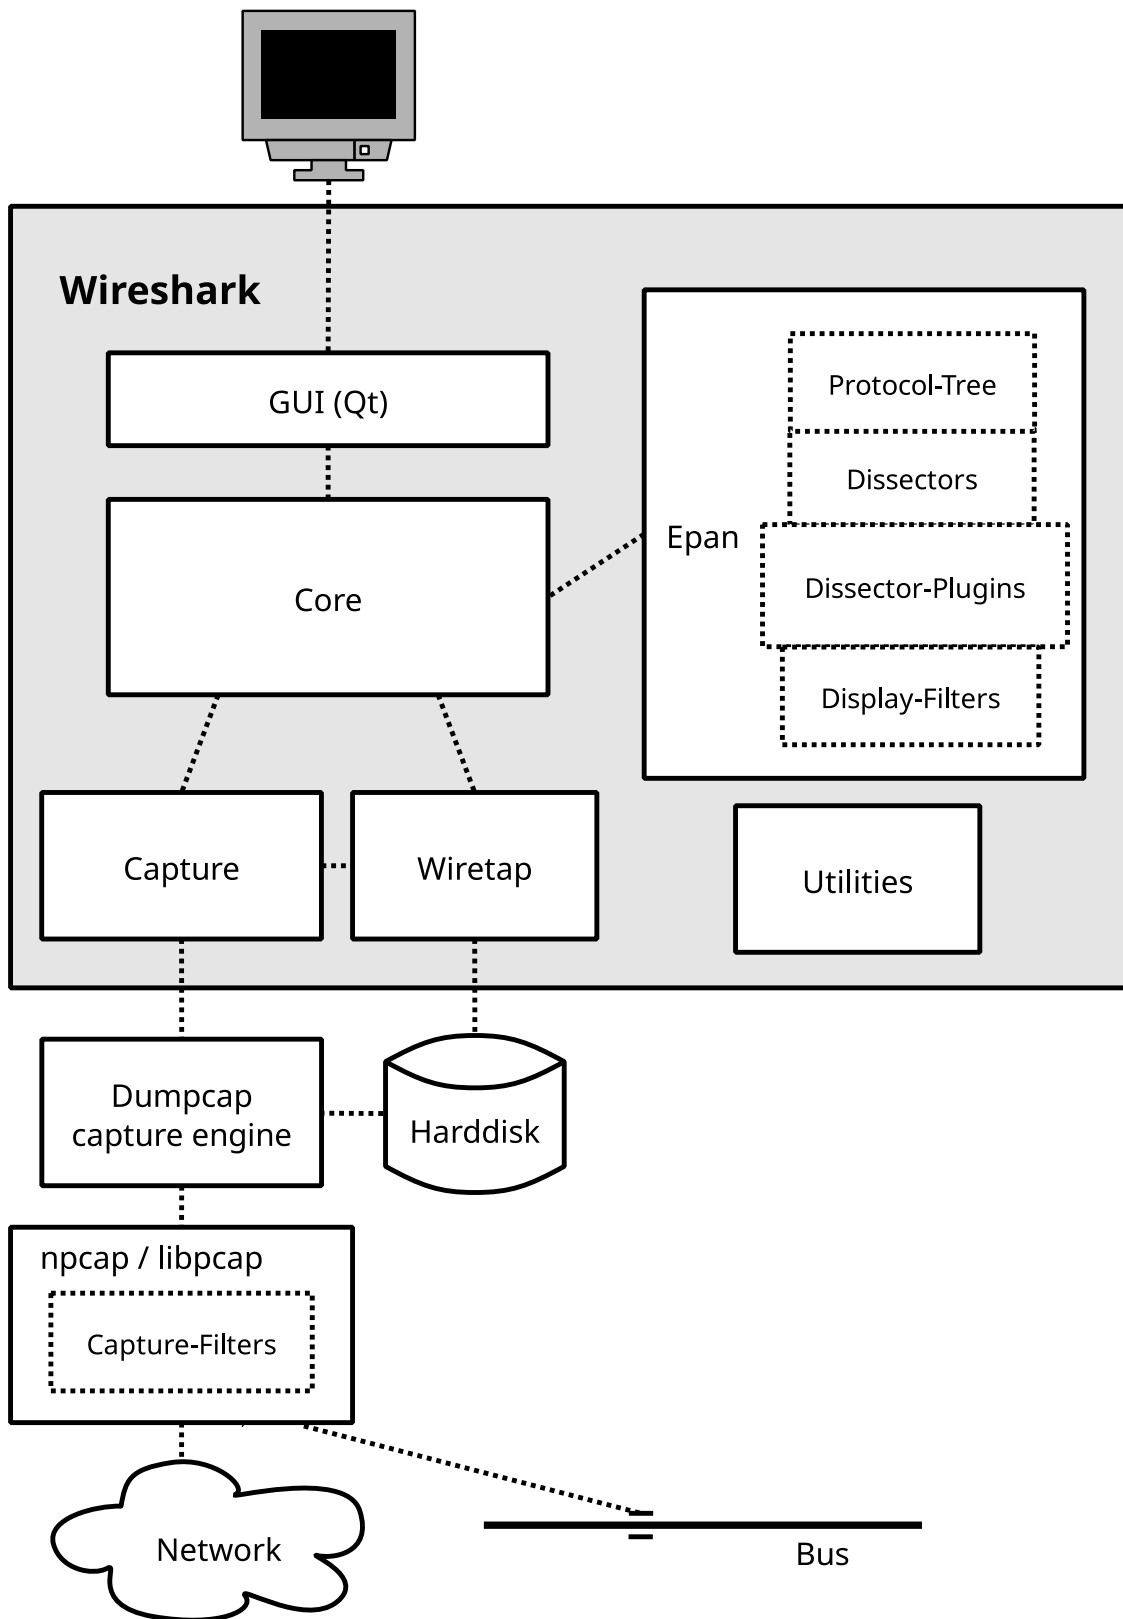 Wireshark
GUI (Qt)
Core
Epan
Protocol-Tree
Dissectors
Dissector-Plugins
Display-Filters
Capture
Wiretap
Utilities
Dumpcap
capture engine
Harddisk
npcap / libpcap
Capture-Filters
Network
Bus